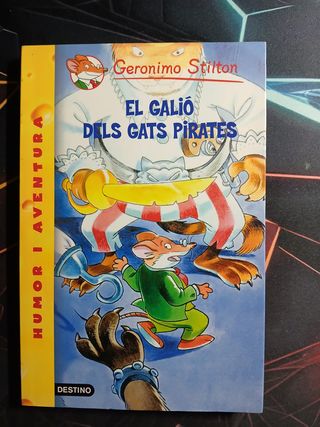 Geronimo Stilton
EL GALIÓ
DELS GATS PIRATES
HUMOR I AVENTURA
DESTINO